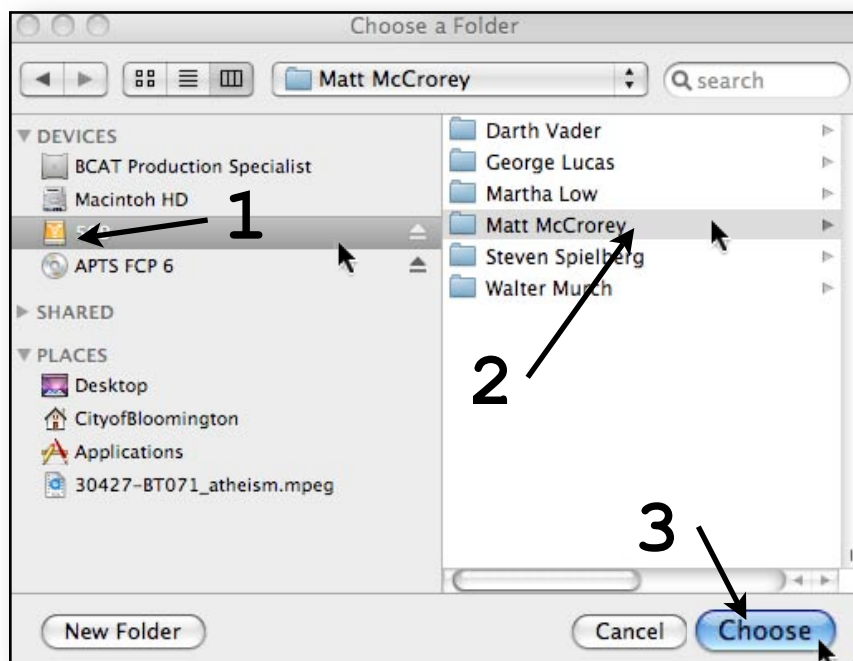 Choose a Folder
Matt McCrorey
search
DEVICES
BCAT Production Specialist
Macintoh HD
1
APTS FCP 6
SHARED
PLACES
Desktop
CityofBloomington
Applications
30427-BT071_atheism.mpeg
Darth Vader
George Lucas
Martha Low
Matt McCrorey
Steven Spielberg
Walter Murch
2
3
New Folder
Cancel
Choose